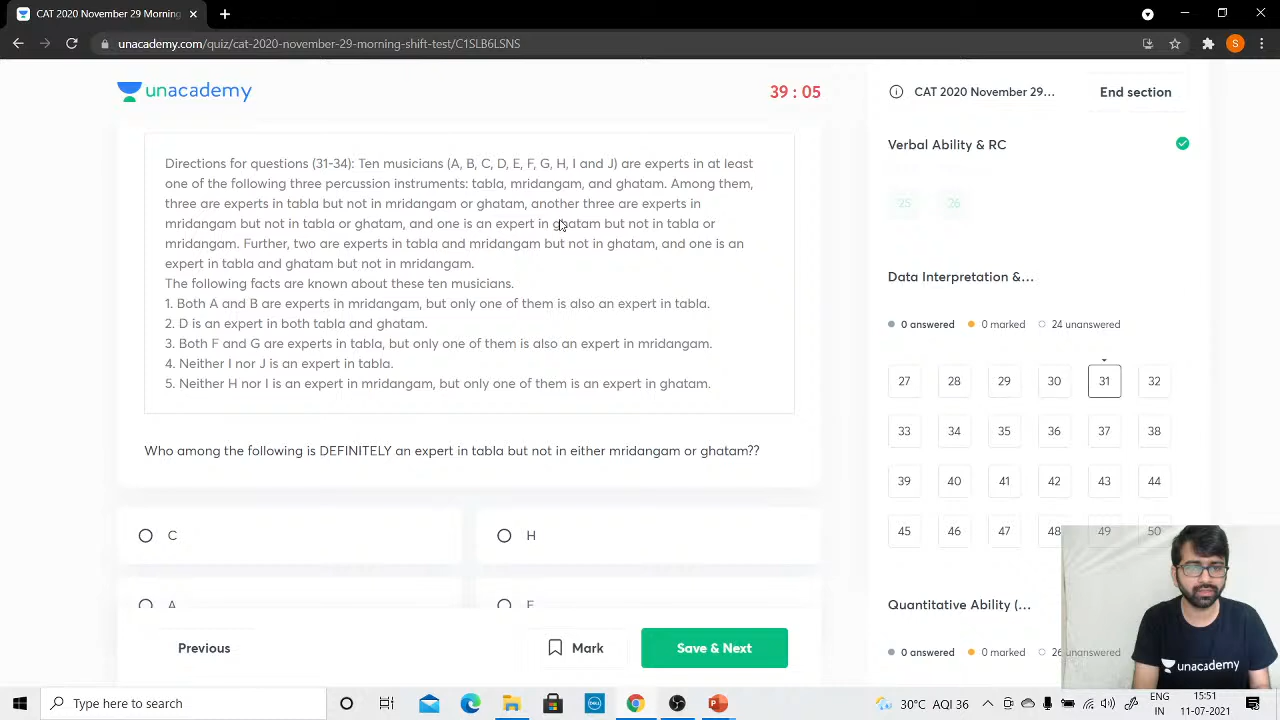 CAT 2020 November 29 Morning
unacademy.com/quiz/cat-2020-november-29-morning-shift-test/C1SLB6LSNS
S
unacademy
39 : 05
CAT 2020 November 29...
End section
Directions for questions (31-34): Ten musicians (A, B, C, D, E, F, G, H, I and J) are experts in at least
one of the following three percussion instruments: tabla, mridangam, and ghatam. Among them,
three are experts in tabla but not in mridangam or ghatam, another three are experts in
mridangam but not in tabla or ghatam, and one is an expert in ghatam but not in tabla or
mridangam. Further, two are experts in tabla and mridangam but not in ghatam, and one is an
expert in tabla and ghatam but not in mridangam.
The following facts are known about these ten musicians.
1. Both A and B are experts in mridangam, but only one of them is also an expert in tabla.
2. D is an expert in both tabla and ghatam.
3. Both F and G are experts in tabla, but only one of them is also an expert in mridangam.
4. Neither I nor J is an expert in tabla.
5. Neither H nor I is an expert in mridangam, but only one of them is an expert in ghatam.
Who among the following is DEFINITELY an expert in tabla but not in either mridangam or ghatam??
C
H
A
Previous
Mark
Save & Next
Verbal Ability & RC
25 26
Data Interpretation &...
0 answered 0 marked 24 unanswered
27 28 29 30 31 32
33 34 35 36 37 38
39 40 41 42 43 44
45 46 47 48 49 50
Quantitative Ability (...
0 answered 0 marked 26 unanswered
unacademy
Type here to search
DELL
30°C AQI 36
ENG
IN
15:51
11-07-2021